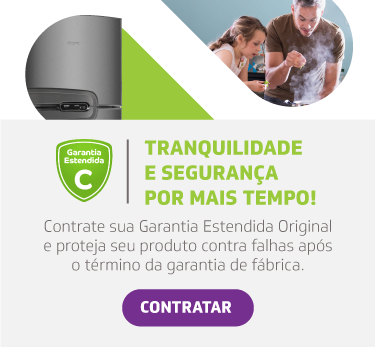 Garantia
Estendida
C
TRANQUILIDADE
E SEGURANÇA
POR MAIS TEMPO!
Contrate sua Garantia Estendida Original
e proteja seu produto contra falhas após
o término da garantia de fábrica.
CONTRATAR